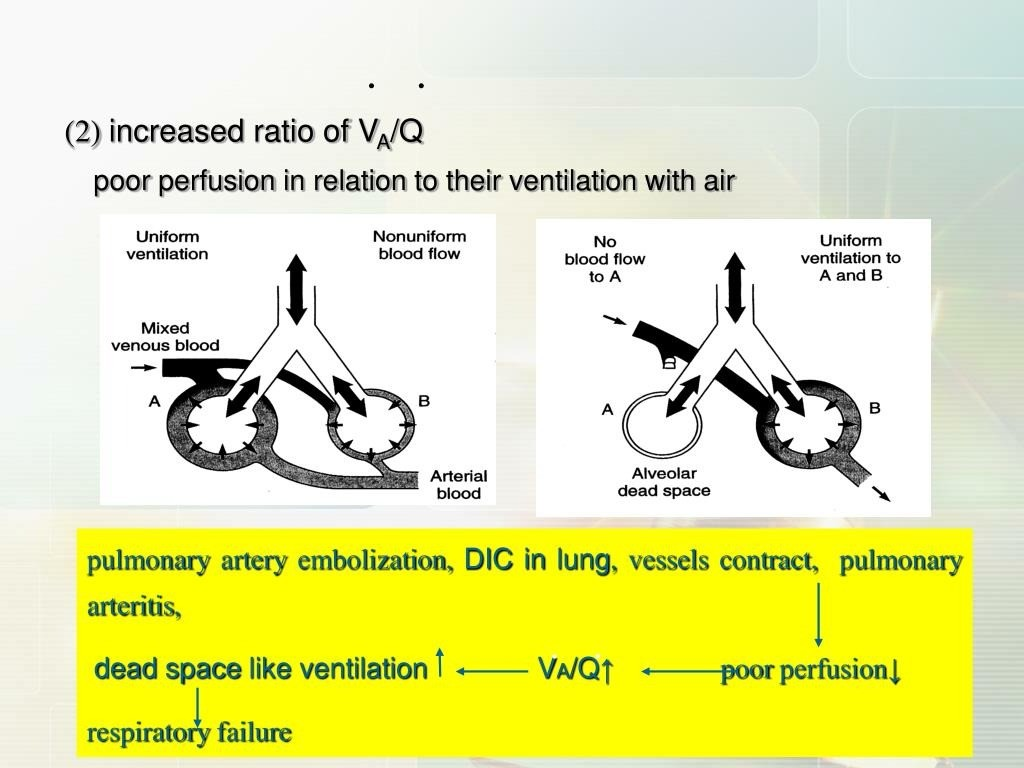 (2) increased ratio of VA/Q
poor perfusion in relation to their ventilation with air
Uniform ventilation
Nonuniform blood flow
Mixed venous blood
A
B
Arterial blood
No blood flow to A
Uniform ventilation to A and B
A
B
Alveolar dead space
pulmonary artery embolization, DIC in lung, vessels contract, pulmonary
arteritis,
dead space like ventilation ↑ ← VA/Q↑ ← poor perfusion↓
respiratory failure